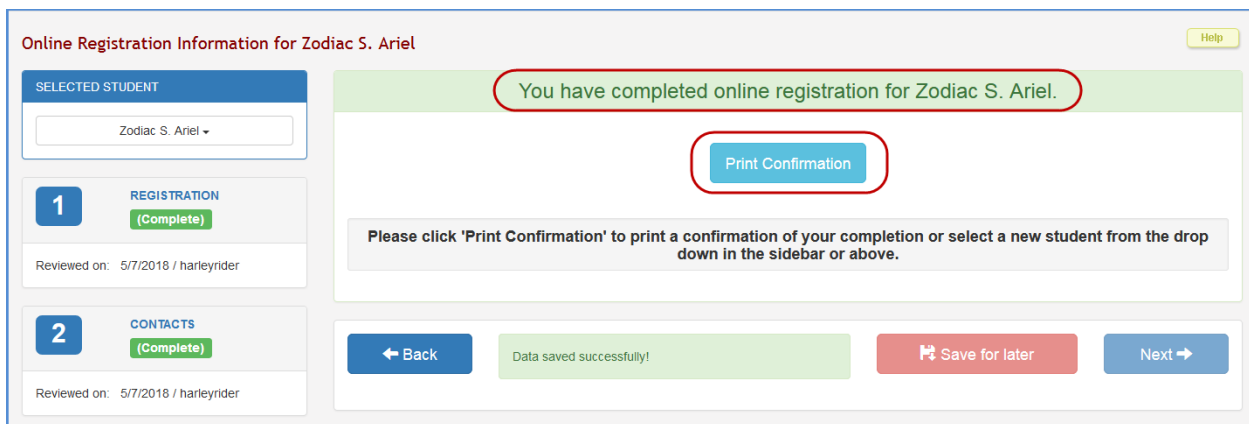 Online Registration Information for Zodiac S. Ariel
Help
SELECTED STUDENT
Zodiac S. Ariel
1
REGISTRATION
(Complete)
Reviewed on: 5/7/2018 / harleyrider
2
CONTACTS
(Complete)
Reviewed on: 5/7/2018 / harleyrider
You have completed online registration for Zodiac S. Ariel.
Print Confirmation
Please click 'Print Confirmation' to print a confirmation of your completion or select a new student from the drop
down in the sidebar or above.
Back
Data saved successfully!
Save for later
Next